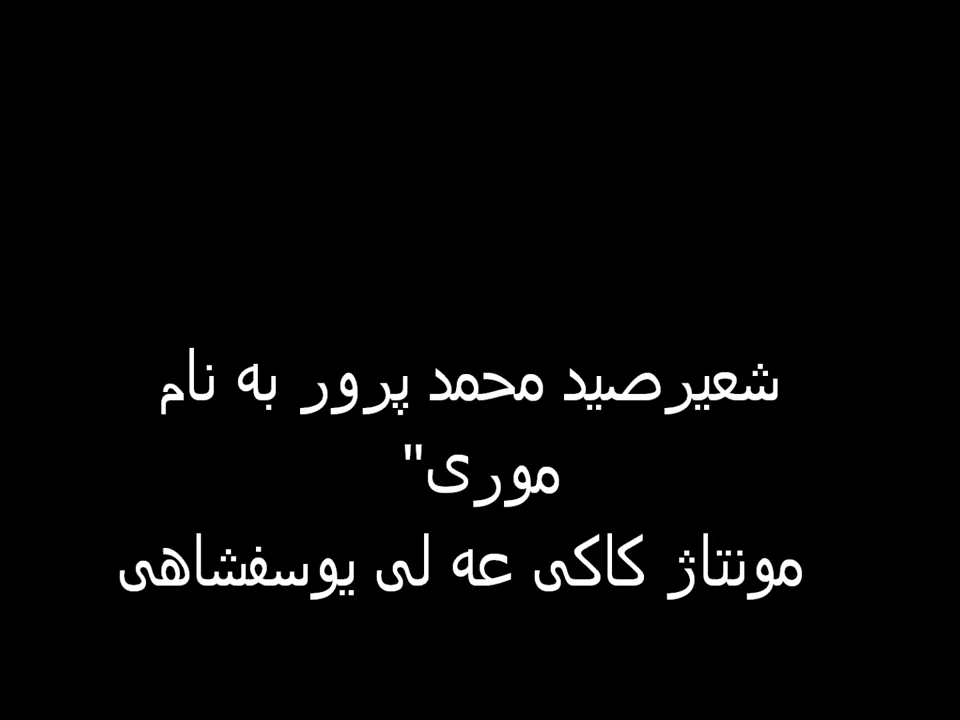 شعیرصید محمد پرور به نام
موری"
مونتاژ کاکی عه لی یوسفشاهی